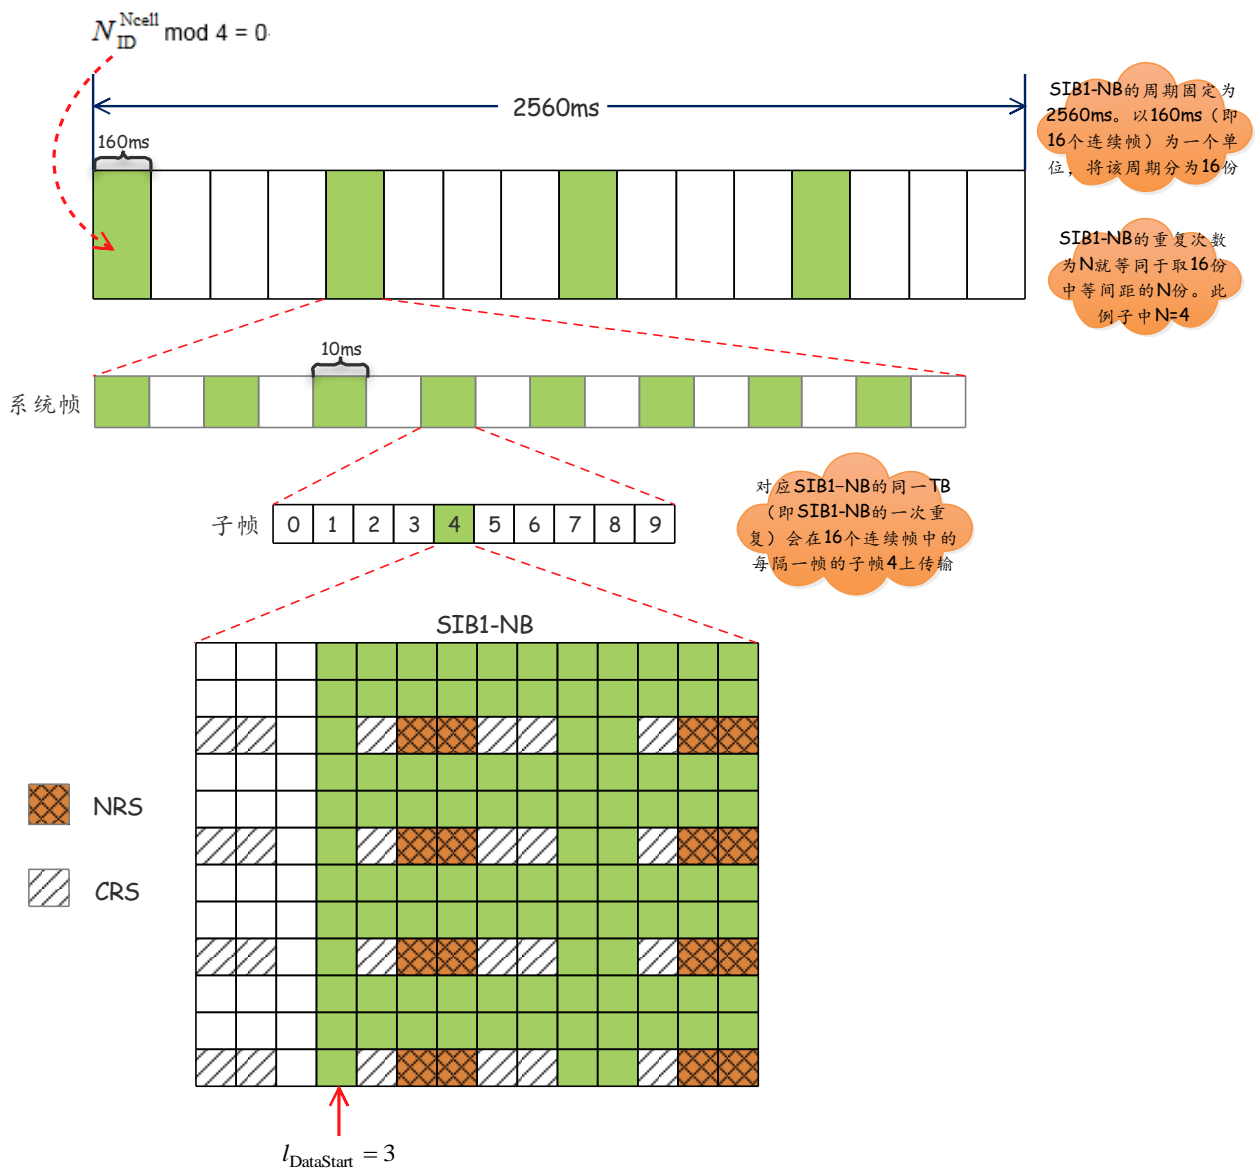 N_ID^Ncell mod 4 = 0
2560ms
160ms
SIB1-NB的周期固定为
2560ms。以160ms（即
16个连续帧）为一个单
位，将该周期分为16份
SIB1-NB的重复次数
为N就等同于取16份
中等间距的N份。此
例子中N=4
10ms
系统帧
对应SIB1-NB的同一TB
（即SIB1-NB的一次重
复）会在16个连续帧中的
每隔一帧的子帧4上传输
子帧 0 1 2 3 4 5 6 7 8 9
SIB1-NB
NRS
CRS
l_DataStart = 3